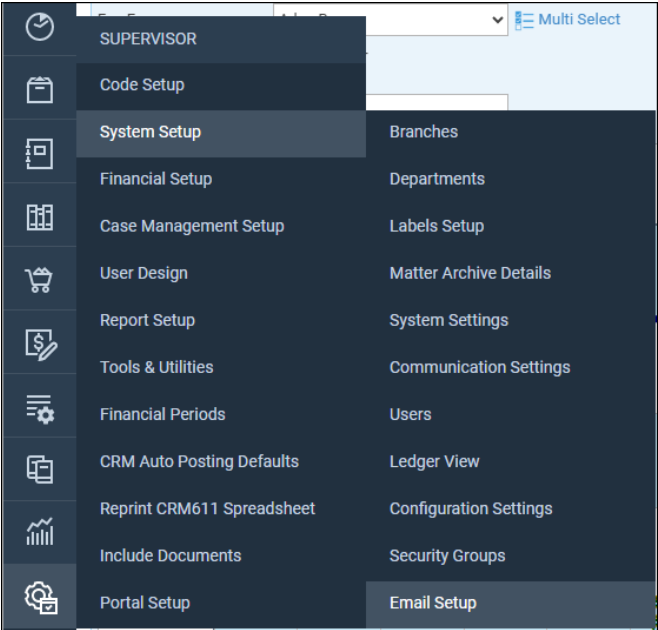 Multi Select
SUPERVISOR
Code Setup
System Setup
Financial Setup
Case Management Setup
User Design
Report Setup
Tools & Utilities
Financial Periods
CRM Auto Posting Defaults
Reprint CRM611 Spreadsheet
Include Documents
Portal Setup
Branches
Departments
Labels Setup
Matter Archive Details
System Settings
Communication Settings
Users
Ledger View
Configuration Settings
Security Groups
Email Setup